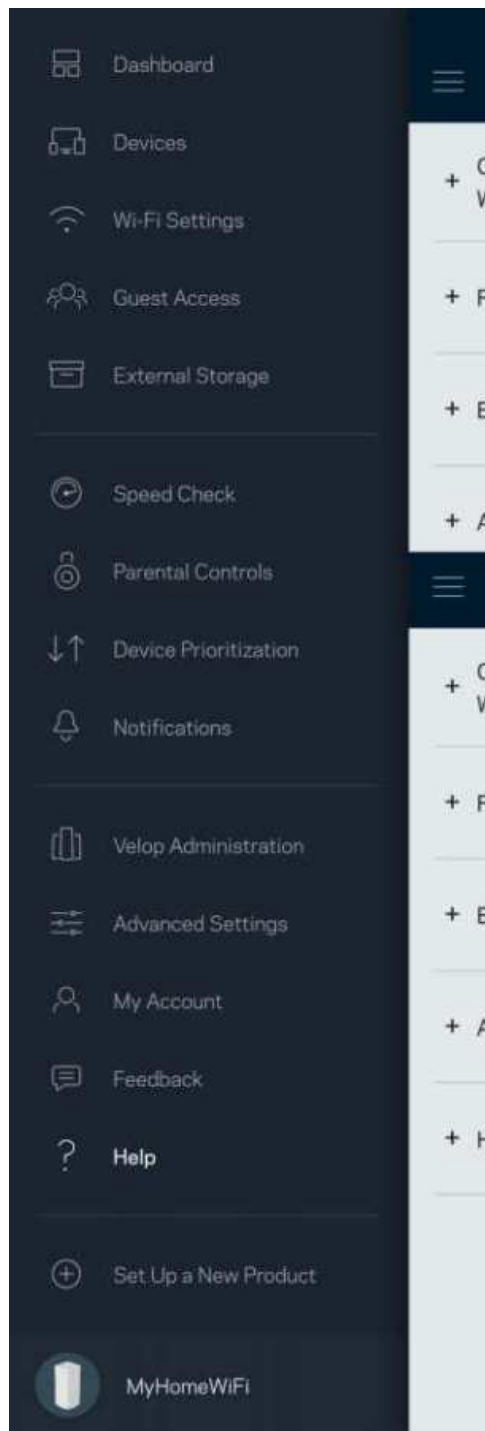 Dashboard
Devices
Wi-Fi Settings
Guest Access
External Storage
Speed Check
Parental Controls
Device Prioritization
Notifications
Velop Administration
Advanced Settings
My Account
Feedback
? Help
Set Up a New Product
MyHomeWiFi